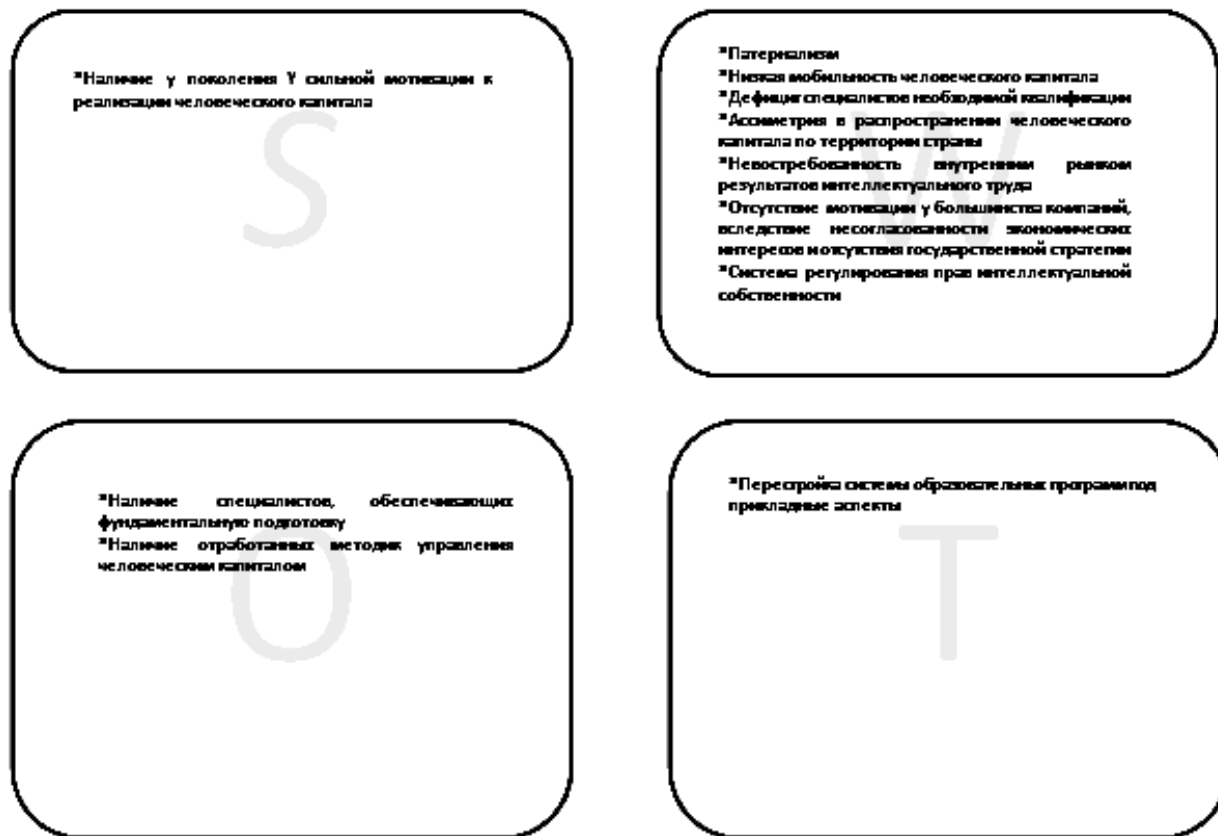 S
*Наличие у поколения Y сильной мотивации к
реализации человеческого капитала
W
*Патернализм
*Низкая мобильность человеческого капитала
*Дефицит специалистов необходимой квалификации
*Ассиметрия в распространении человеческого
капитала по территории страны
*Невостребованность внутренним рынком
результатов интеллектуального труда
*Отсутствие мотивации у большинства компаний,
вследствие несогласованности экономических
интересов и отсутствия государственной стратегии
*Система регулирования прав интеллектуальной
собственности
O
*Наличие специалистов, обеспечивающих
фундаментальную подготовку
*Наличие отработанных методик управления
человеческим капиталом
T
*Перестройка системы образовательных программ под
прикладные аспекты